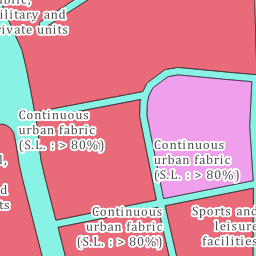 ilitary and
rivate units
Continuous
urban fabric
(S.L. : > 80%)
Continuous
urban fabric
(S.L. : > 80%)
Continuous
urban fabric
(S.L. : > 80%)
Sports and
leisure
facilities